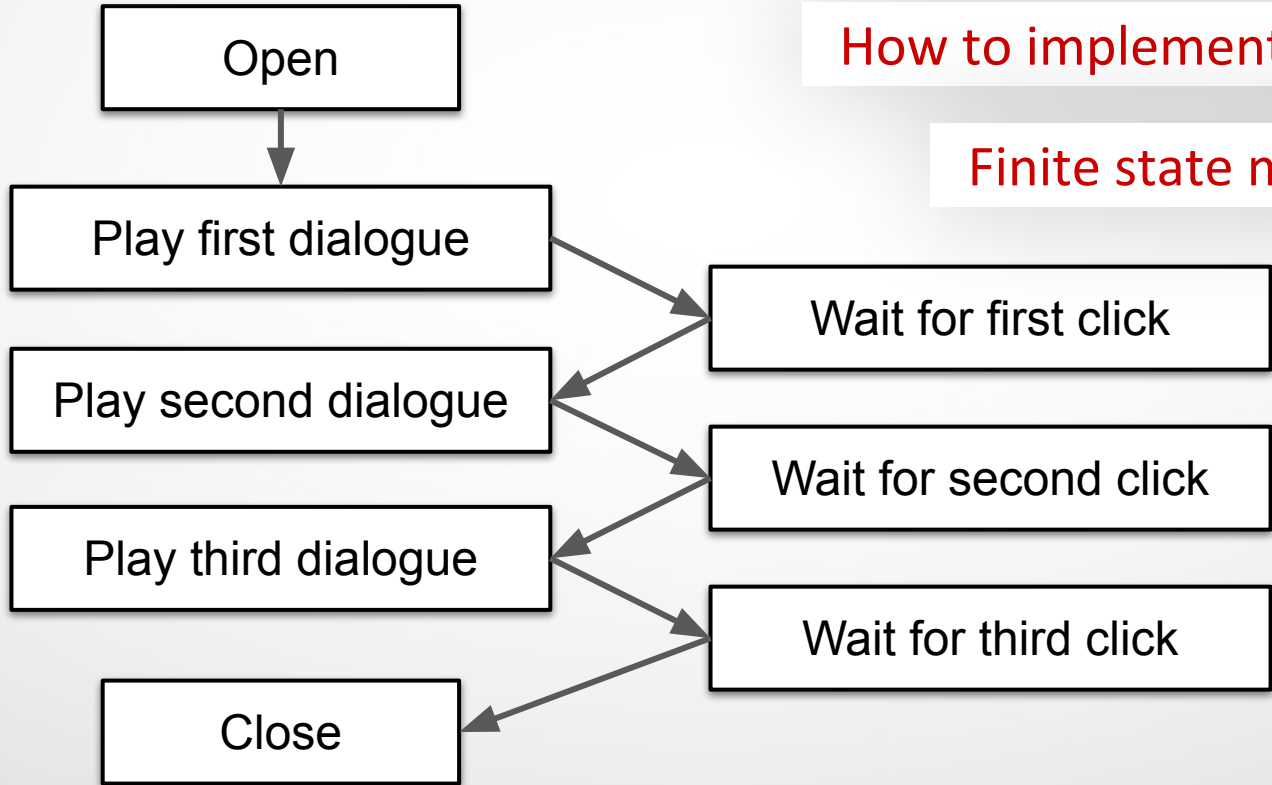 Open
How to implement
Finite state
Play first dialogue
Wait for first click
Play second dialogue
Wait for second click
Play third dialogue
Wait for third click
Close